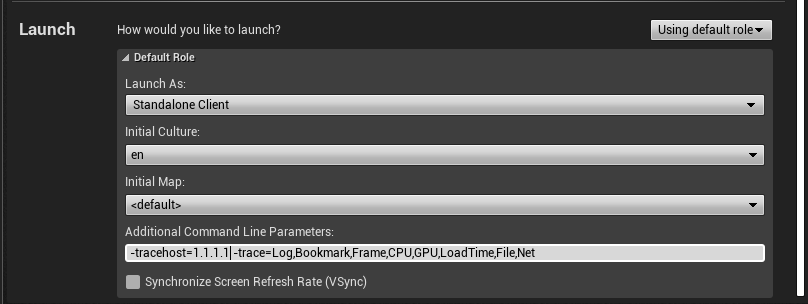 Launch
How would you like to launch?
Using default role
Default Role
Launch As:
Standalone Client
Initial Culture:
en
Initial Map:
<default>
Additional Command Line Parameters:
-tracehost=1.1.1.1 -trace=Log,Bookmark,Frame,CPU,GPU,LoadTime,File,Net
Synchronize Screen Refresh Rate (VSync)